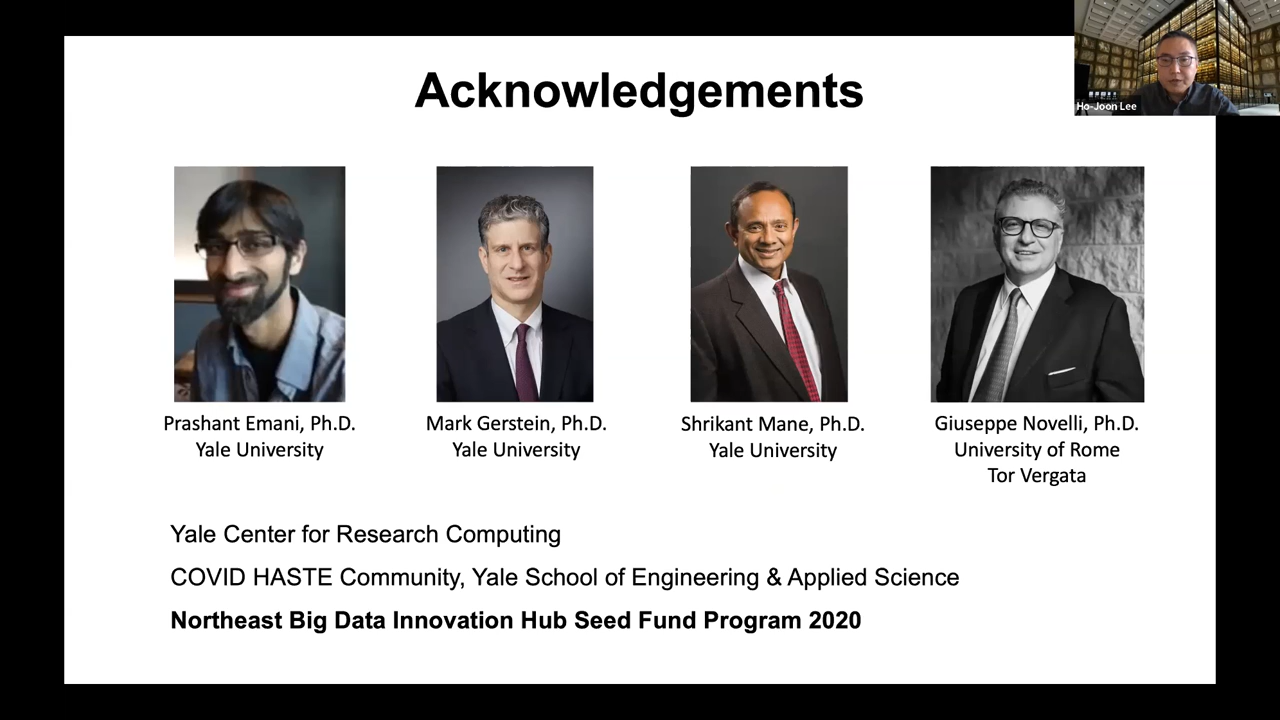 Acknowledgements
Ho-Joon Lee
Prashant Emani, Ph.D.
Yale University
Mark Gerstein, Ph.D.
Yale University
Shrikant Mane, Ph.D.
Yale University
Giuseppe Novelli, Ph.D.
University of Rome
Tor Vergata
Yale Center for Research Computing
COVID HASTE Community, Yale School of Engineering & Applied Science
Northeast Big Data Innovation Hub Seed Fund Program 2020